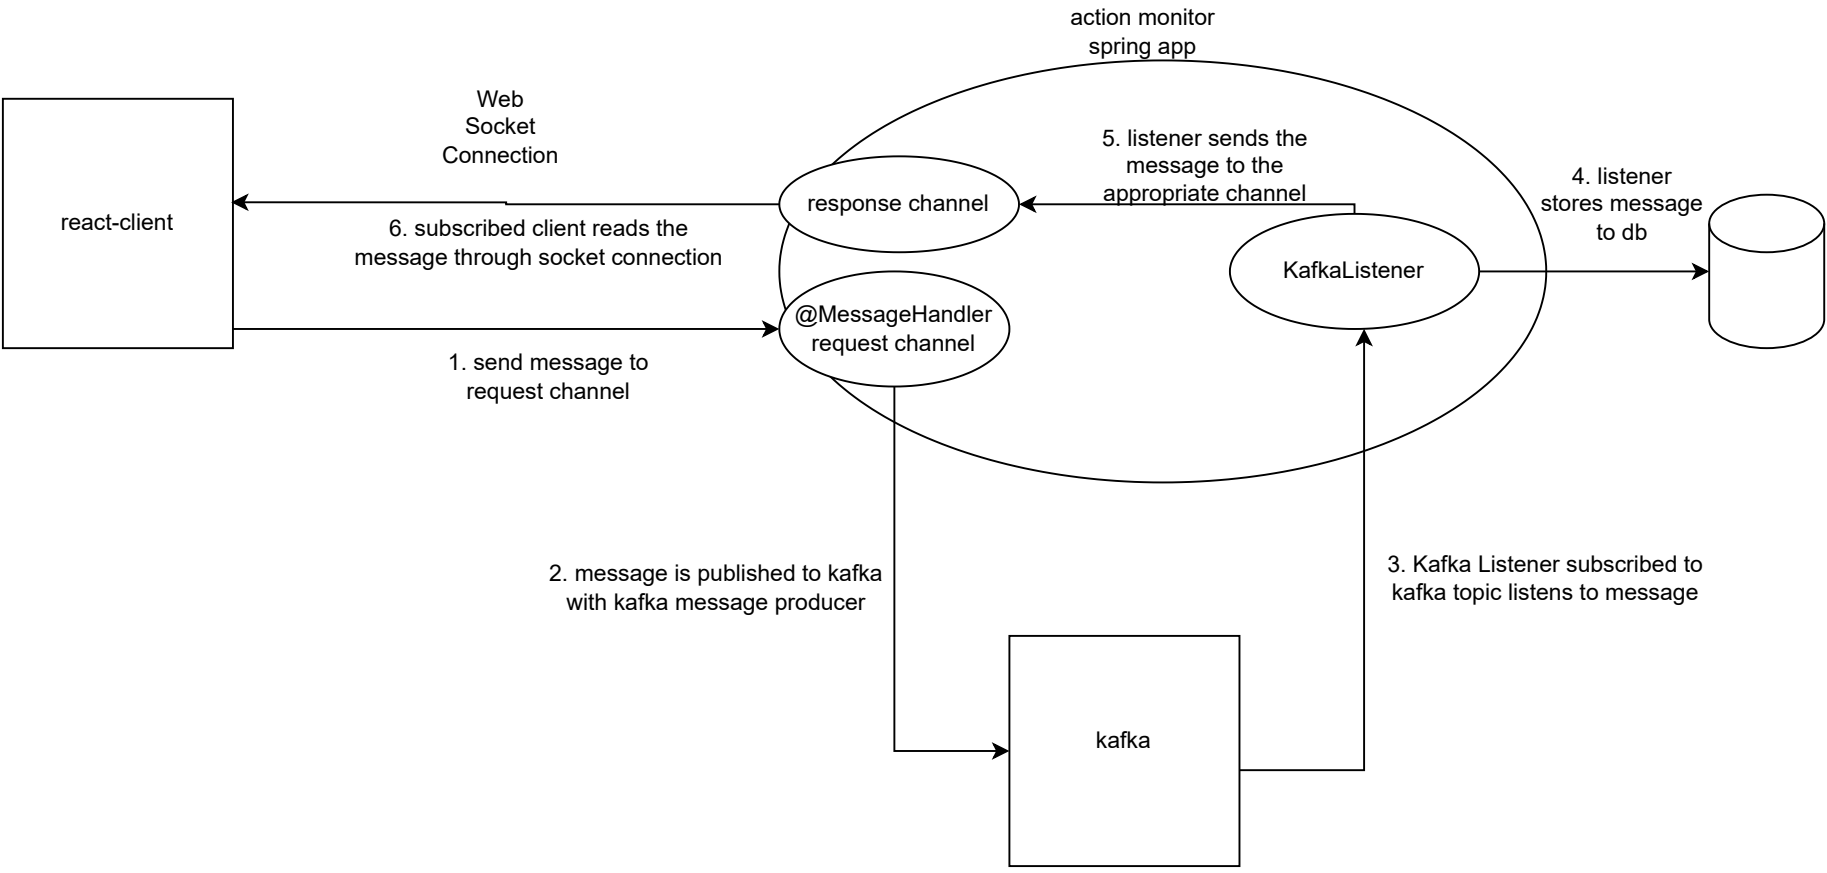 action monitor
spring app
Web
Socket
Connection
5. listener sends the
message to the
appropriate channel
4. listener
stores message
to db
react-client
response channel
6. subscribed client reads the
message through socket connection
KafkaListener
@MessageHandler
request channel
1. send message to
request channel
2. message is published to kafka
with kafka message producer
3. Kafka Listener subscribed to
kafka topic listens to message
kafka